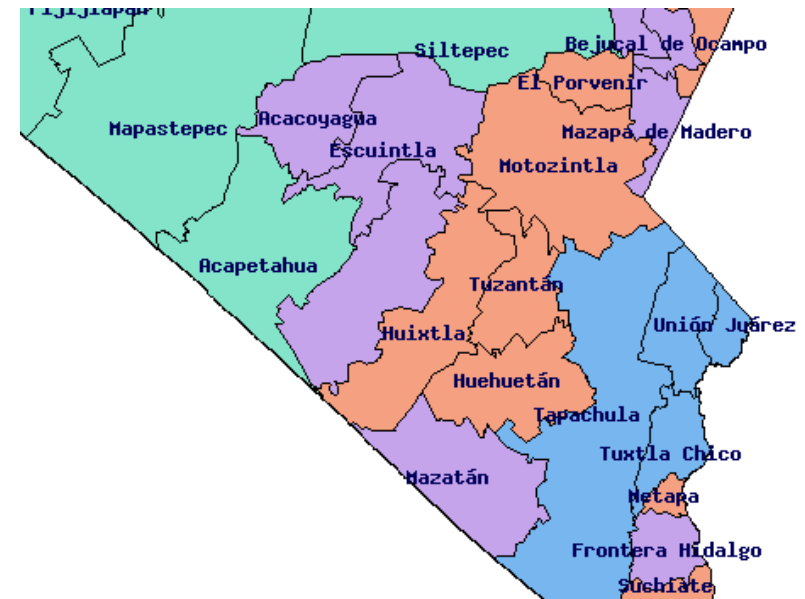 Pijijiapan
Siltepec
Bejucal de Ocampo
El Porvenir
Acacoyagua
Mapastepec
Mazapa de Madero
Escuintla
Motozintla
Acapetahua
Tuzantán
Unión Juárez
Huixtla
Huehuetán
Tapachula
Tuxtla Chico
Mazatán
Metapa
Frontera Hidalgo
Suchiate